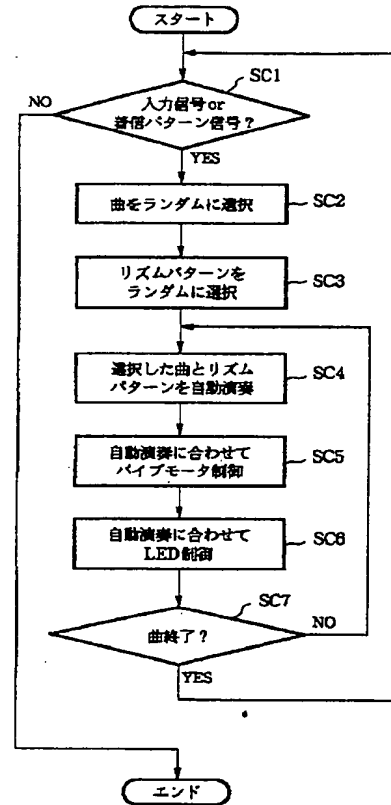 スタート
SC1
NO
入力信号or
着信パターン信号?
YES
曲をランダムに選択
SC2
リズムパターンを
ランダムに選択
SC3
選択した曲とリズム
パターンを自動演奏
SC4
自動演奏に合わせて
バイブモータ制御
SC5
自動演奏に合わせて
LED制御
SC6
SC7
曲終了?
NO
YES
エンド